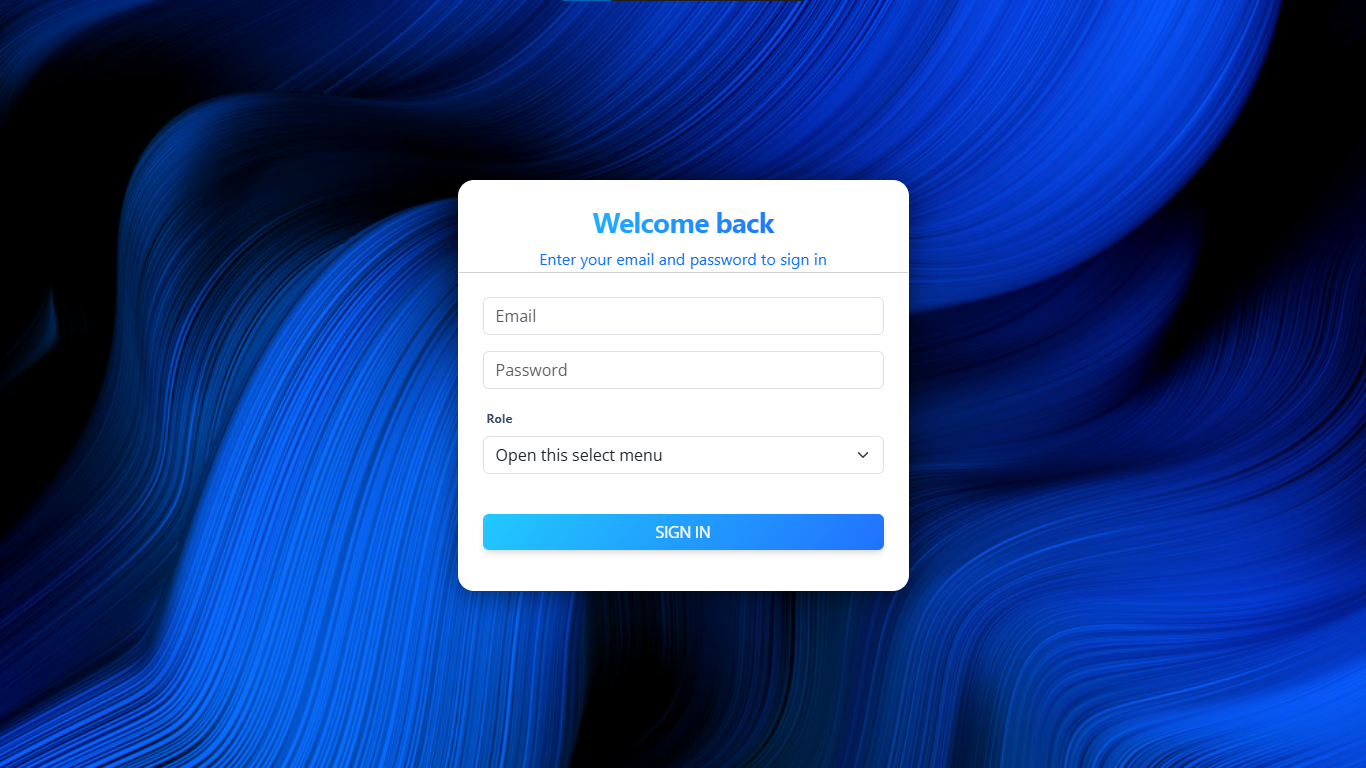 Welcome back
Enter your email and password to sign in
Email
Password
Role
Open this select menu
SIGN IN